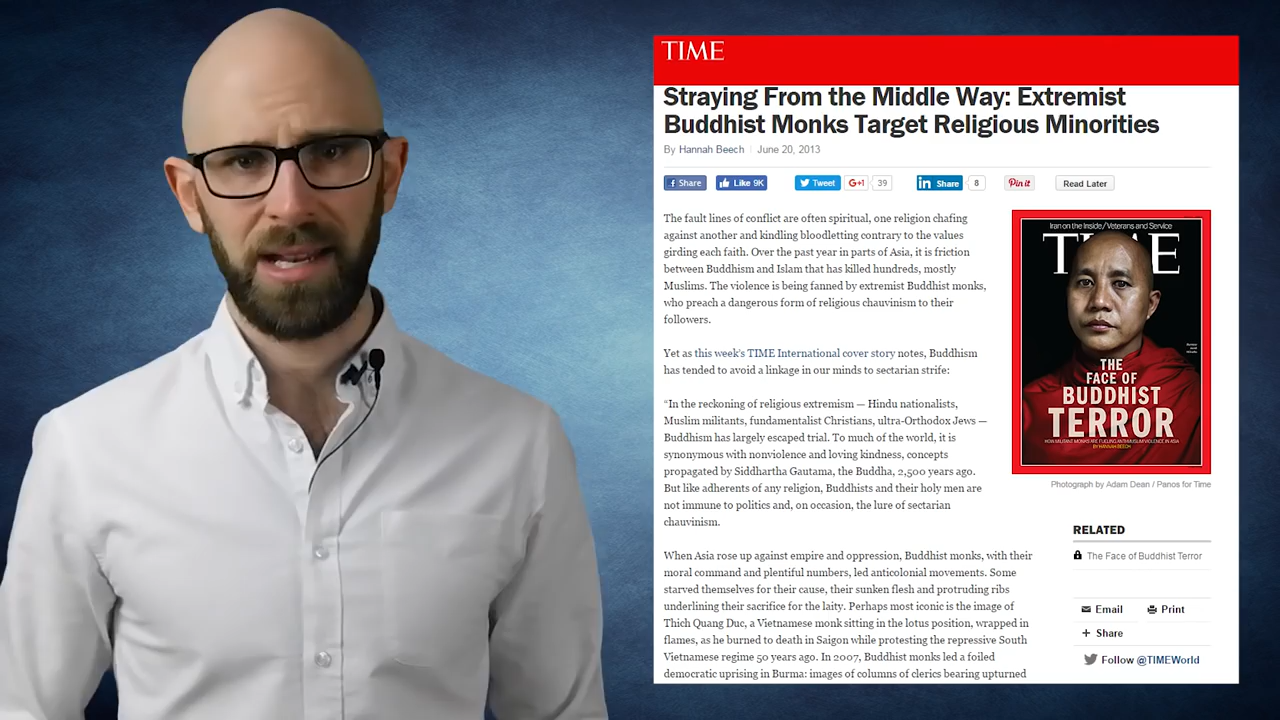 TIME
Straying From the Middle Way: Extremist
Buddhist Monks Target Religious Minorities
By Hannah Beech | June 20, 2013
f Share
Like 9K
Tweet
G+1
39
in Share
8
Pin it
Read Later
The fault lines of conflict are often spiritual, one religion chafing
against another and kindling bloodletting contrary to the values
girding each faith. Over the past year in parts of Asia, it is friction
between Buddhism and Islam that has killed hundreds, mostly
Muslims. The violence is being fanned by extremist Buddhist monks,
who preach a dangerous form of religious chauvinism to their
followers.
Yet as this week's TIME International cover story notes, Buddhism
has tended to avoid a linkage in our minds to sectarian strife:
“In the reckoning of religious extremism — Hindu nationalists,
Muslim militants, fundamentalist Christians, ultra-Orthodox Jews —
Buddhism has largely escaped trial. To much of the world, it is
synonymous with nonviolence and loving kindness, concepts
propagated by Siddhartha Gautama, the Buddha, 2,500 years ago.
But like adherents of any religion, Buddhists and their holy men are
not immune to politics and, on occasion, the lure of sectarian
chauvinism.
When Asia rose up against empire and oppression, Buddhist monks, with their
moral command and plentiful numbers, led anticolonial movements. Some
starved themselves for their cause, their sunken flesh and protruding ribs
underlining their sacrifice for the laity. Perhaps most iconic is the image of
Thich Quang Duc, a Vietnamese monk sitting in the lotus position, wrapped in
flames, as he burned to death in Saigon while protesting the repressive South
Vietnamese regime 50 years ago. In 2007, Buddhist monks led a foiled
democratic uprising in Burma: images of columns of clerics bearing upturned
Iran on the Inside / Veterans and Service
TIME
THE
FACE OF
BUDDHIST
TERROR
HOW MILITANT MONKS ARE FUELING ANTI-MUSLIM VIOLENCE IN ASIA
BY HANNAH BEECH
Photograph by Adam Dean / Panos for Time
RELATED
The Face of Buddhist Terror
Email
Print
+ Share
Follow @TIMEWorld